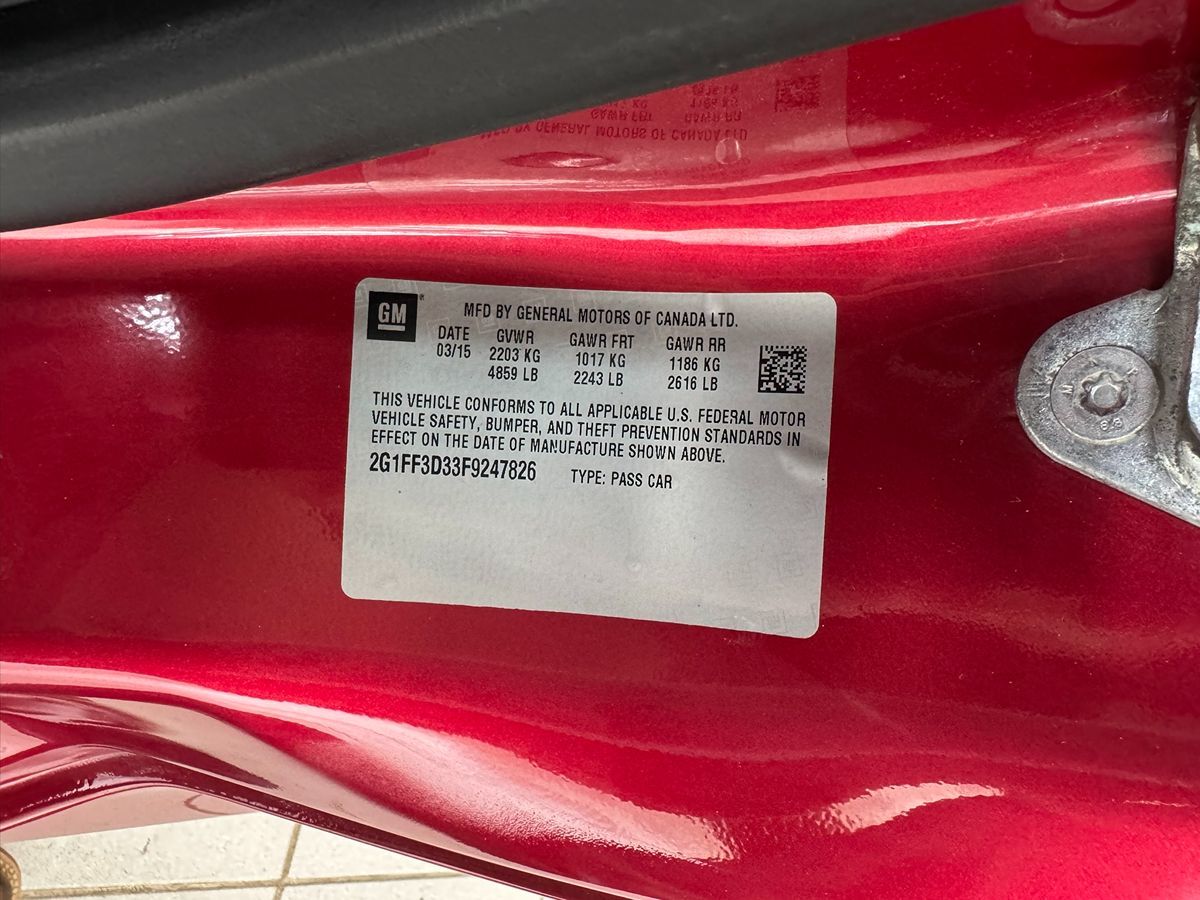 GM
MFD BY GENERAL MOTORS OF CANADA LTD.
DATE GVWR GAWR FRT GAWR RR
03/15 2203 KG 1017 KG 1186 KG
4859 LB 2243 LB 2616 LB
THIS VEHICLE CONFORMS TO ALL APPLICABLE U.S. FEDERAL MOTOR
VEHICLE SAFETY, BUMPER, AND THEFT PREVENTION STANDARDS IN
EFFECT ON THE DATE OF MANUFACTURE SHOWN ABOVE.
2G1FF3D33F9247826 TYPE: PASS CAR